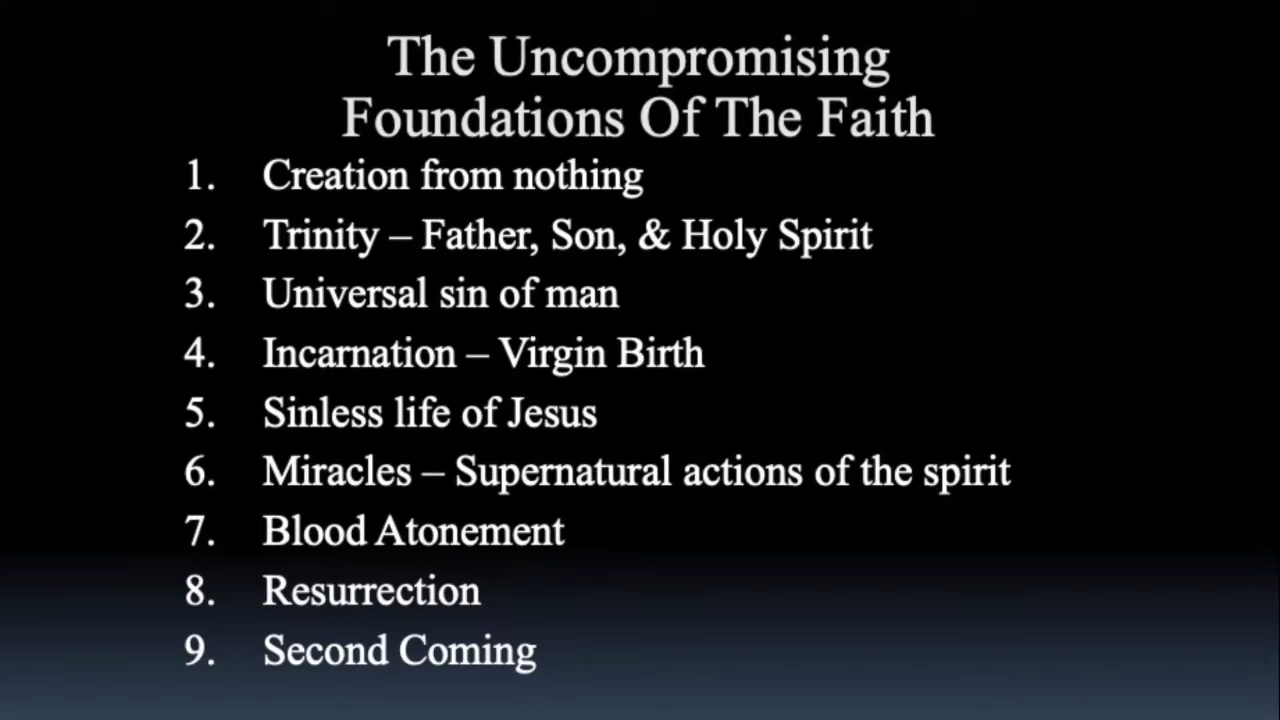 The Uncompromising
Foundations Of The Faith
1. Creation from nothing
2. Trinity – Father, Son, & Holy Spirit
3. Universal sin of man
4. Incarnation – Virgin Birth
5. Sinless life of Jesus
6. Miracles – Supernatural actions of the spirit
7. Blood Atonement
8. Resurrection
9. Second Coming